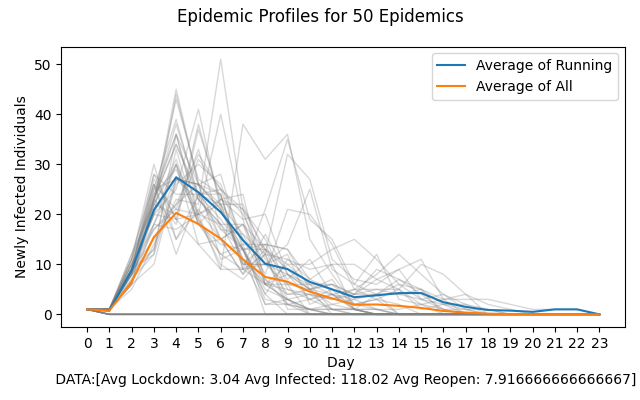 Epidemic Profiles for 50 Epidemics
Average of Running
Average of All
Newly Infected Individuals
50
40
30
20
10
0
0 1 2 3 4 5 6 7 8 9 10 11 12 13 14 15 16 17 18 19 20 21 22 23
Day
DATA:[Avg Lockdown: 3.04 Avg Infected: 118.02 Avg Reopen: 7.916666666666667]